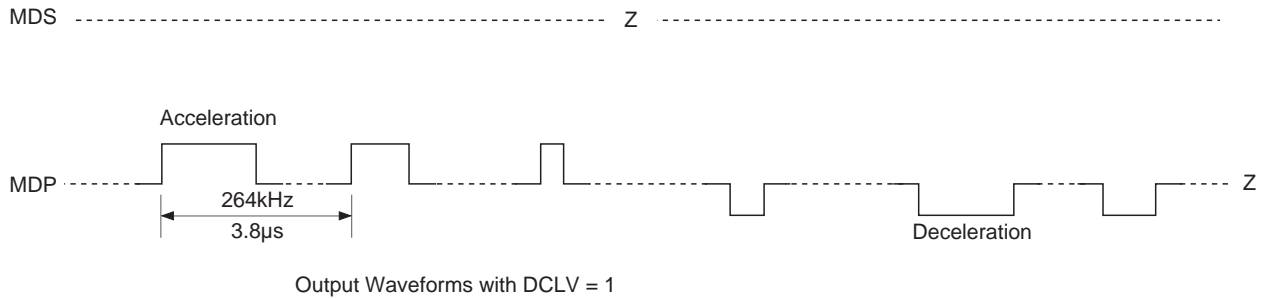 MDS
Z
Acceleration
MDP
Z
264kHz
3.8µs
Deceleration
Output Waveforms with DCLV = 1